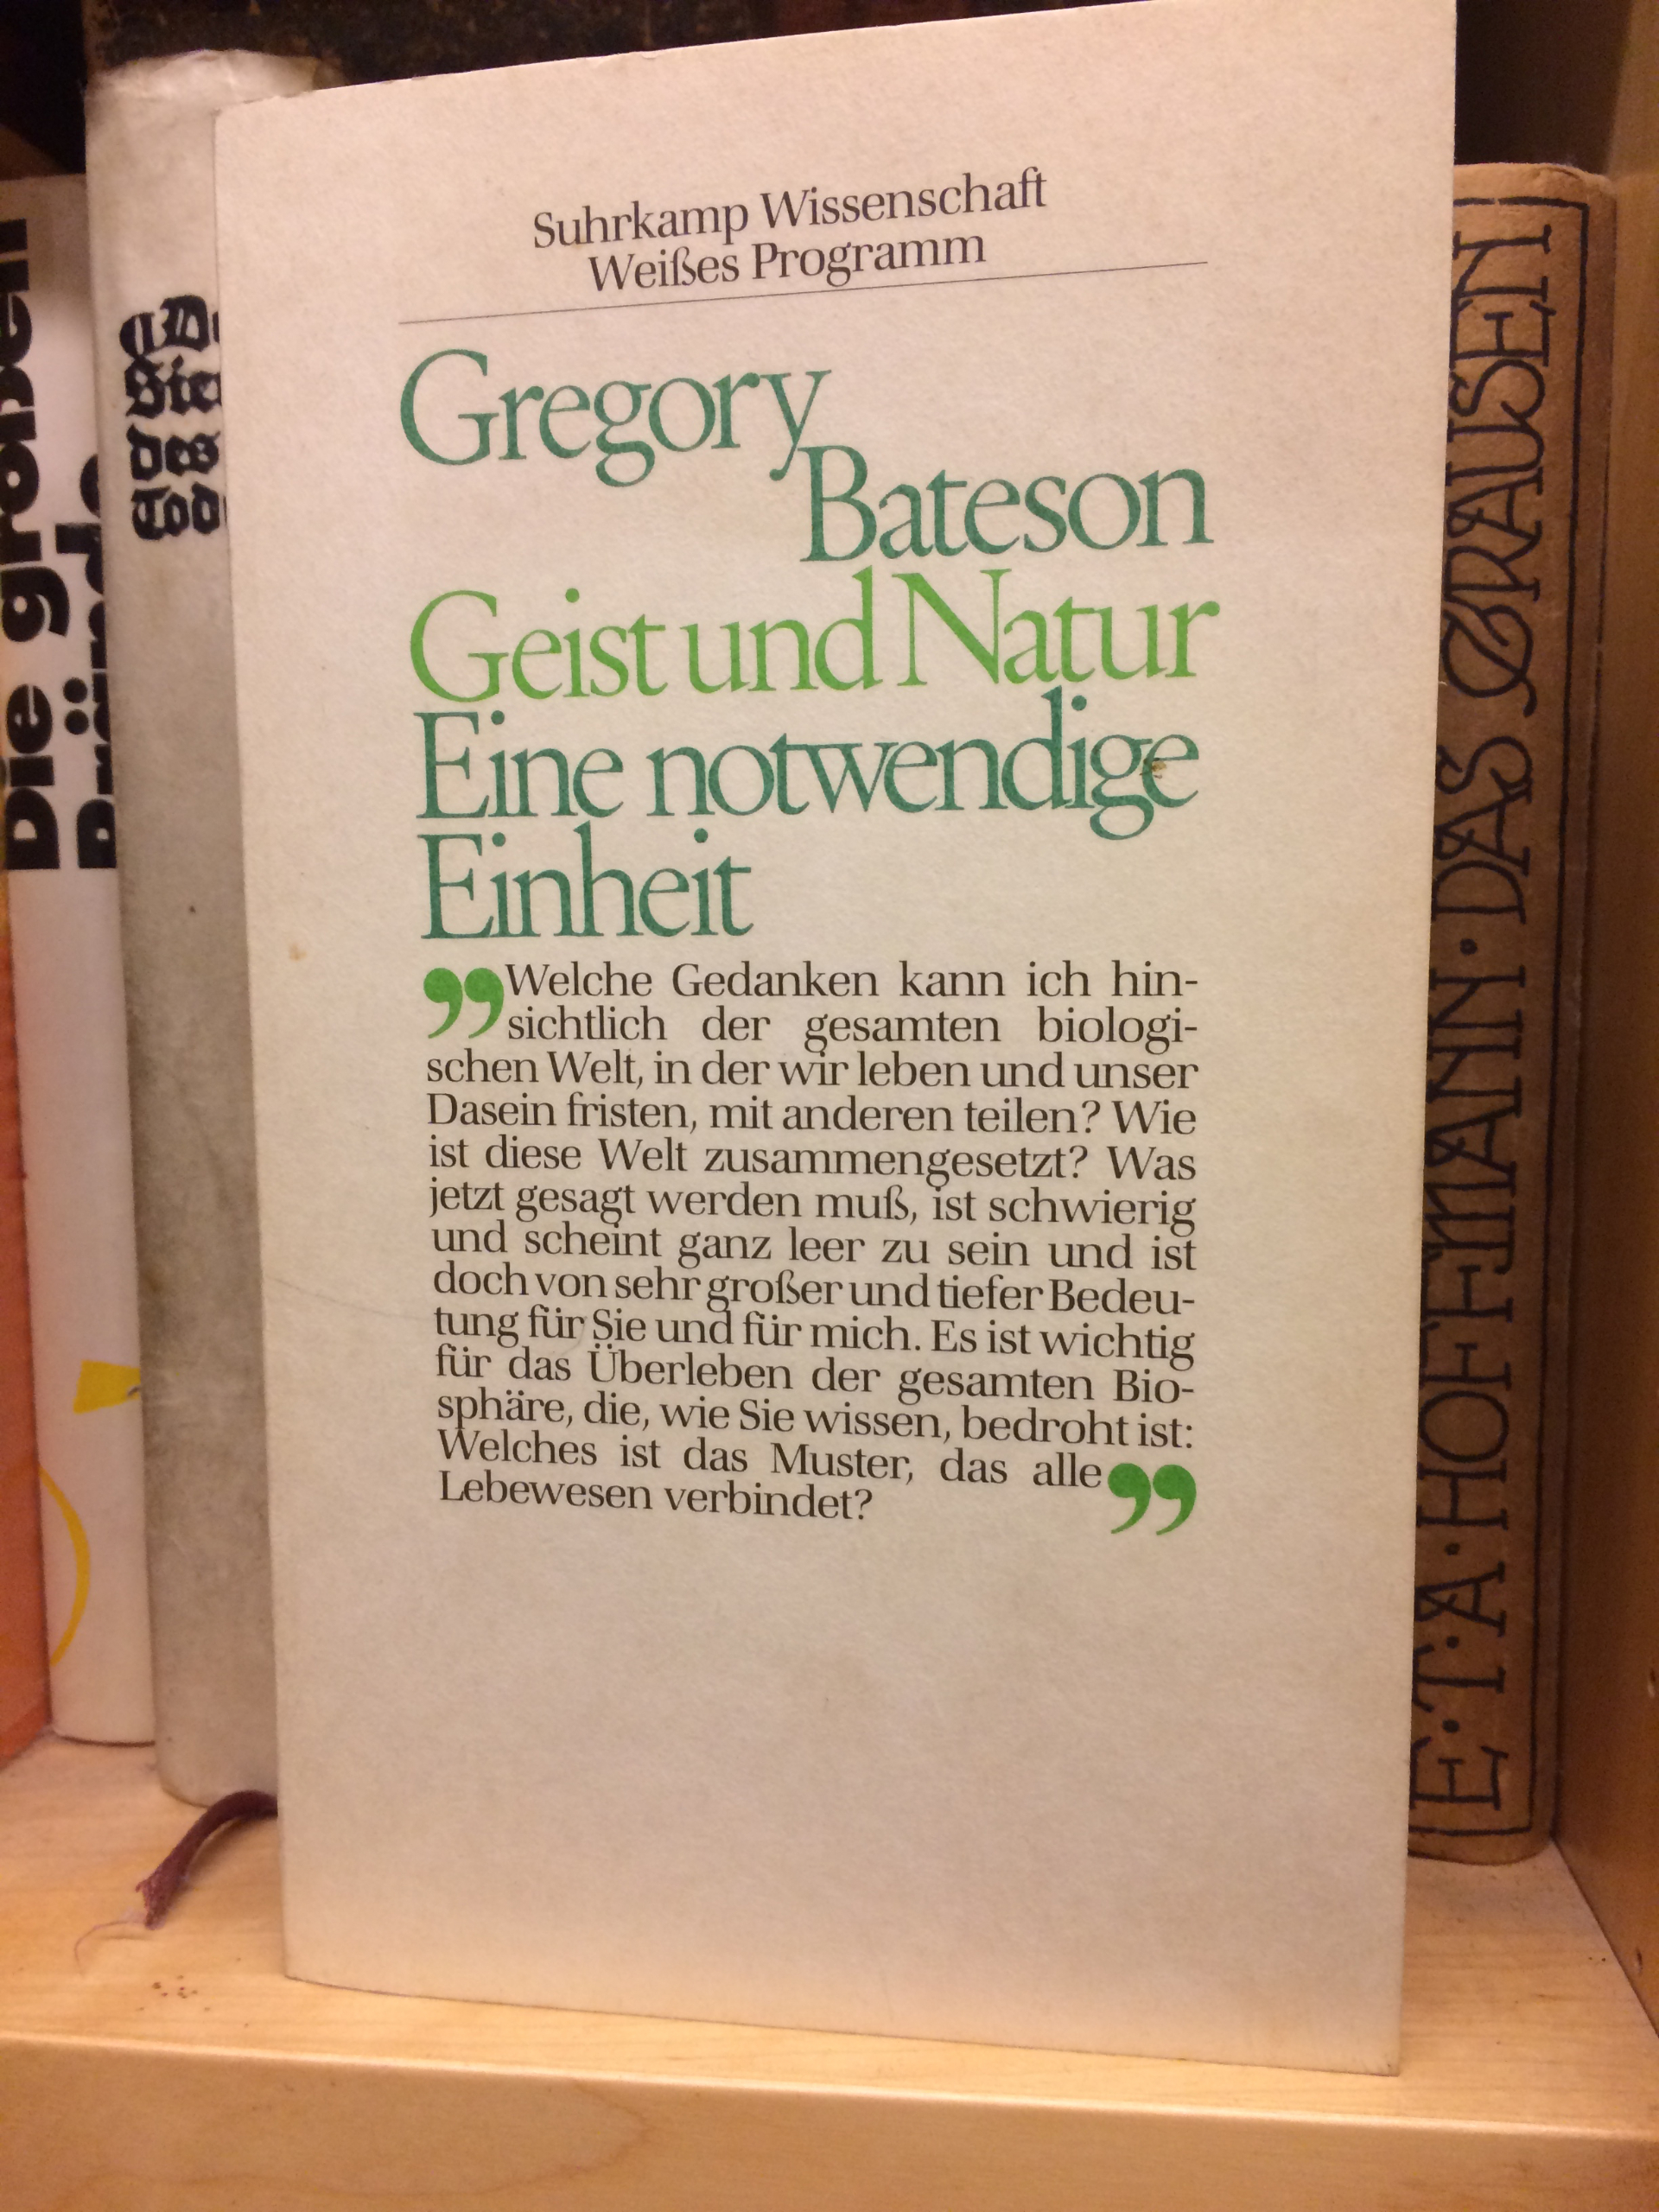 Suhrkamp Wissenschaft
Weißes Programm
Gregory
Bateson
Geist und Natur
Eine notwendige
Einheit
”Welche Gedanken kann ich hin-
sichtlich der gesamten biologi-
schen Welt, in der wir leben und unser
Dasein fristen, mit anderen teilen? Wie
ist diese Welt zusammengesetzt? Was
jetzt gesagt werden muß, ist schwierig
und scheint ganz leer zu sein und ist
doch von sehr großer und tiefer Bedeu-
tung für Sie und für mich. Es ist wichtig
für das Überleben der gesamten Bio-
sphäre, die, wie Sie wissen, bedroht ist:
Welches ist das Muster, das alle
Lebewesen verbindet?”
Die großen
E·T·A·HOFFMANN·DAS GRAUSEN